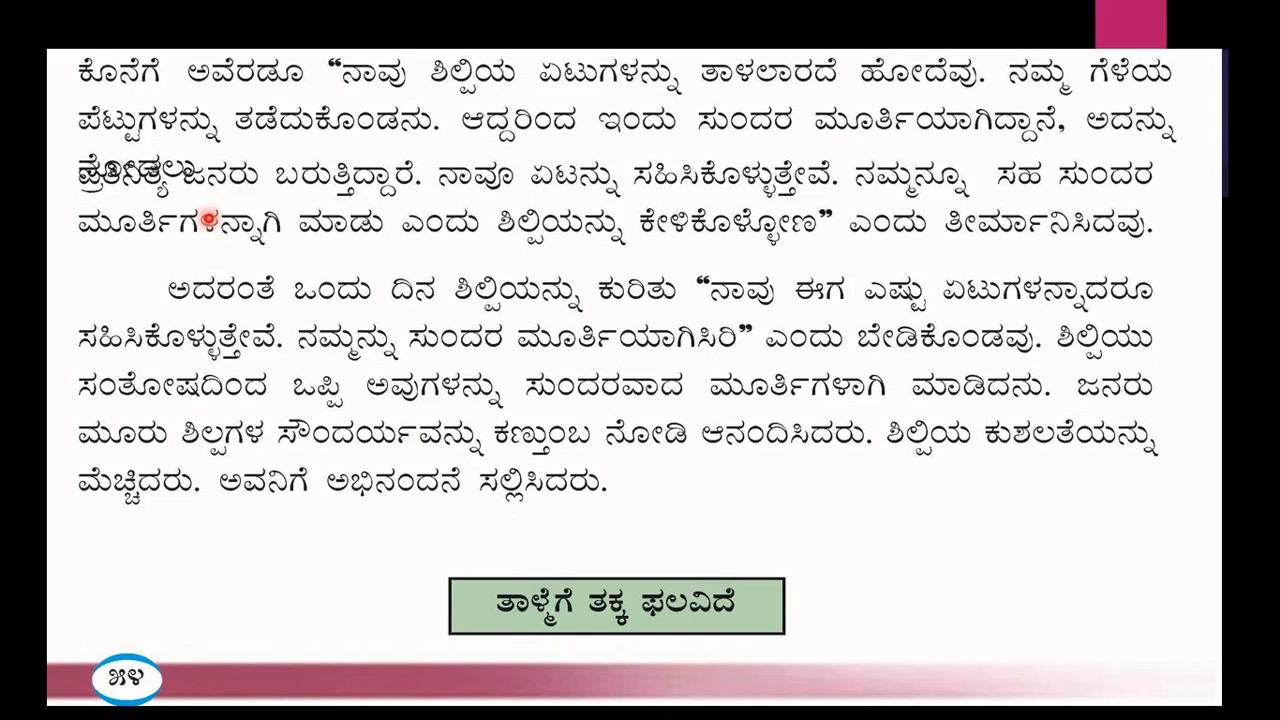 ಕೊನೆಗೆ ಅವೆರಡೂ “ನಾವು ಶಿಲ್ಪಿಯ ಏಟುಗಳನ್ನು ತಾಳಲಾರದೆ ಹೋದೆವು. ನಮ್ಮ ಗೆಳೆಯ
ಪೆಟ್ಟುಗಳನ್ನು ತಡೆದುಕೊಂಡನು. ಆದ್ದರಿಂದ ಇಂದು ಸುಂದರ ಮೂರ್ತಿಯಾಗಿದ್ದಾನೆ, ಅದನ್ನು
ನೋಡಲು
ಪ್ರತಿನಿತ್ಯ ಜನರು ಬರುತ್ತಿದ್ದಾರೆ. ನಾವೂ ಏಟನ್ನು ಸಹಿಸಿಕೊಳ್ಳುತ್ತೇವೆ. ನಮ್ಮನ್ನೂ ಸಹ ಸುಂದರ
ಮೂರ್ತಿಗಳನ್ನಾಗಿ ಮಾಡು ಎಂದು ಶಿಲ್ಪಿಯನ್ನು ಕೇಳಿಕೊಳ್ಳೋಣ” ಎಂದು ತೀರ್ಮಾನಿಸಿದವು.
ಅದರಂತೆ ಒಂದು ದಿನ ಶಿಲ್ಪಿಯನ್ನು ಕುರಿತು “ನಾವು ಈಗ ಎಷ್ಟು ಏಟುಗಳನ್ನಾದರೂ
ಸಹಿಸಿಕೊಳ್ಳುತ್ತೇವೆ. ನಮ್ಮನ್ನು ಸುಂದರ ಮೂರ್ತಿಯಾಗಿಸಿರಿ” ಎಂದು ಬೇಡಿಕೊಂಡವು. ಶಿಲ್ಪಿಯು
ಸಂತೋಷದಿಂದ ಒಪ್ಪಿ ಅವುಗಳನ್ನು ಸುಂದರವಾದ ಮೂರ್ತಿಗಳಾಗಿ ಮಾಡಿದನು. ಜನರು
ಮೂರು ಶಿಲ್ಪಗಳ ಸೌಂದರ್ಯವನ್ನು ಕಣ್ತುಂಬ ನೋಡಿ ಆನಂದಿಸಿದರು. ಶಿಲ್ಪಿಯ ಕುಶಲತೆಯನ್ನು
ಮೆಚ್ಚಿದರು. ಅವನಿಗೆ ಅಭಿನಂದನೆ ಸಲ್ಲಿಸಿದರು.
ತಾಳ್ಮೆಗೆ ತಕ್ಕ ಫಲವಿದೆ
೫೪